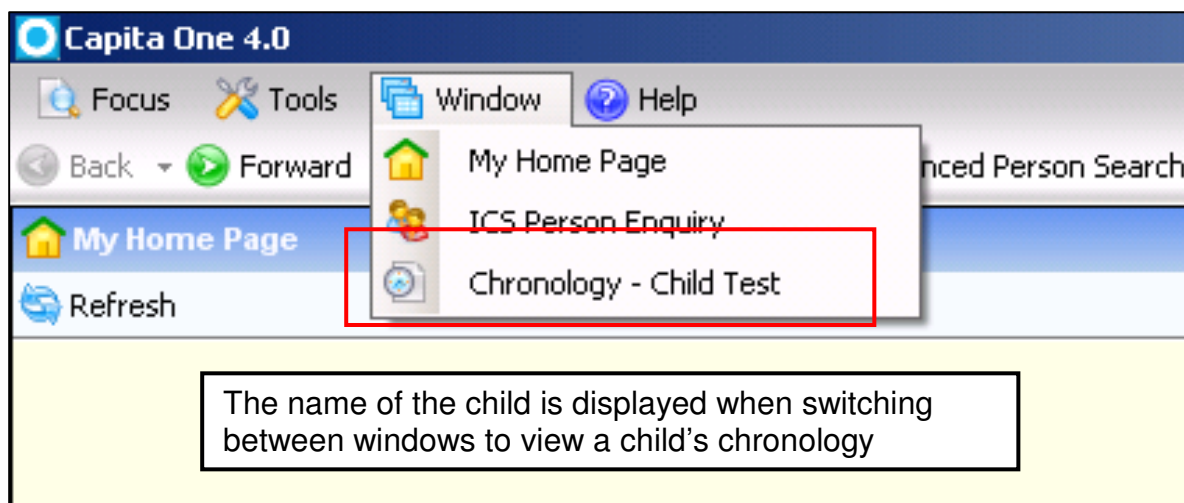 Capita One 4.0
Focus Tools Window Help
Back Forward nced Person Search
My Home Page
ICS Person Enquiry
Chronology - Child Test
My Home Page
Refresh
The name of the child is displayed when switching
between windows to view a child's chronology